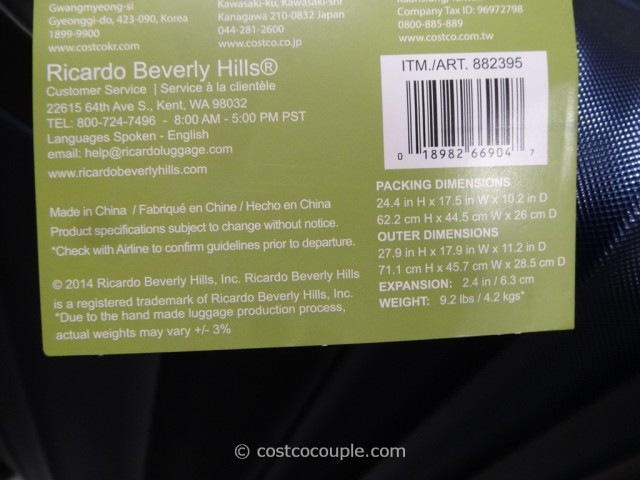 Gwangmyeong-si
Gyeonggi-do, 423-090, Korea
1899-9900
www.costcokr.com
Kawasaki-ku, Kawasaki-shi
Kanagawa 210-0832 Japan
044-281-2600
www.costco.co.jp
Company Tax ID: 96972798
0800-885-889
www.costco.com.tw
Ricardo Beverly Hills®
Customer Service | Service à la clientèle
22615 64th Ave S., Kent, WA 98032
TEL: 800-724-7496 - 8:00 AM - 5:00 PM PST
Languages Spoken - English
email: help@ricardoluggage.com
www.ricardobeverlyhills.com
ITM./ART. 882395
0 18982 66904 7
Made in China / Fabriqué en Chine / Hecho en China
Product specifications subject to change without notice.
*Check with Airline to confirm guidelines prior to departure.
© 2014 Ricardo Beverly Hills, Inc. Ricardo Beverly Hills
is a registered trademark of Ricardo Beverly Hills, Inc.
*Due to the hand made luggage production process,
actual weights may vary +/- 3%
PACKING DIMENSIONS
24.4 in H x 17.5 in W x 10.2 in D
62.2 cm H x 44.5 cm W x 26 cm D
OUTER DIMENSIONS
27.9 in H x 17.9 in W x 11.2 in D
71.1 cm H x 45.7 cm W x 28.5 cm D
EXPANSION: 2.4 in / 6.3 cm
WEIGHT: 9.2 lbs / 4.2 kgs*
© costcocouple.com